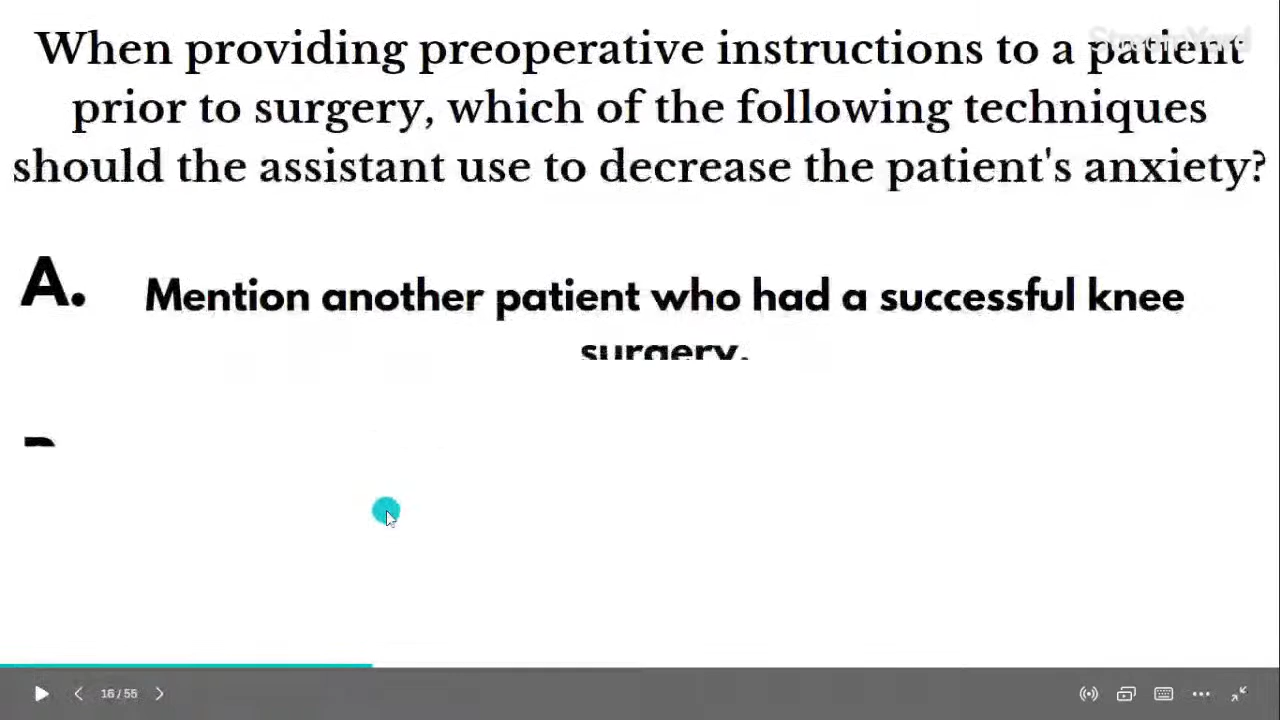 StreamYard
When providing preoperative instructions to a patient
prior to surgery, which of the following techniques
should the assistant use to decrease the patient's anxiety?
A. Mention another patient who had a successful knee
surgery.
16 / 55